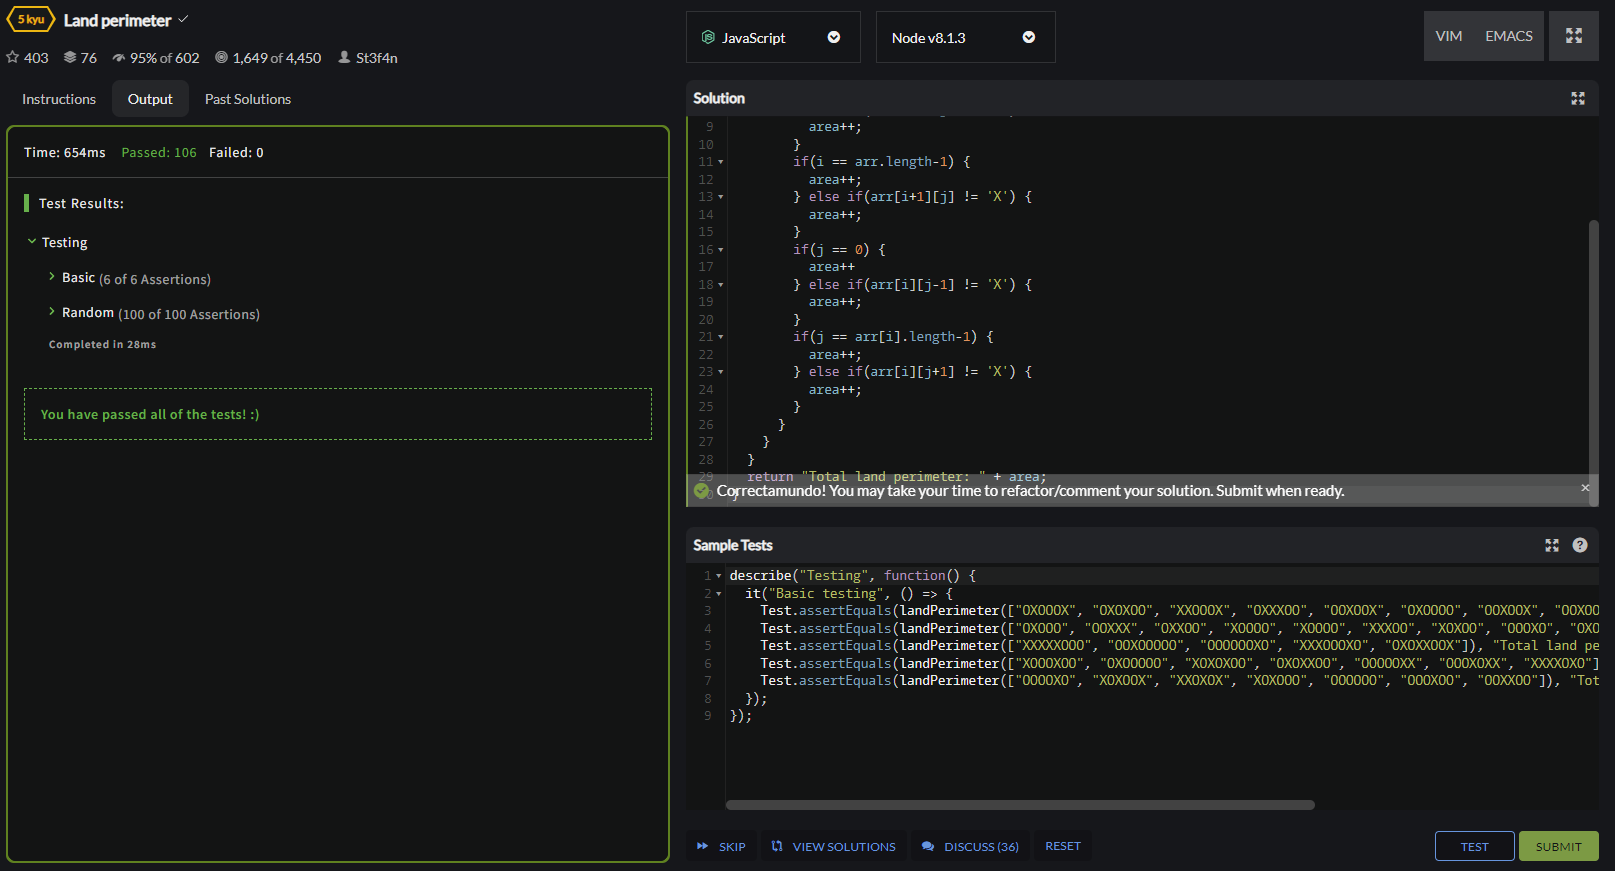 5 kyu Land perimeter
403 76 95% of 602 1,649 of 4,450 St3f4n
Instructions Output Past Solutions
Time: 654ms Passed: 106 Failed: 0
Test Results:
Testing
Basic (6 of 6 Assertions)
Random (100 of 100 Assertions)
Completed in 28ms
You have passed all of the tests! :)
JavaScript
Node v8.1.3
VIM EMACS
Solution
9 area++;
10 }
11 if(i == arr.length-1) {
12 area++;
13 } else if(arr[i+1][j] != 'X') {
14 area++;
15 }
16 if(j == 0) {
17 area++
18 } else if(arr[i][j-1] != 'X') {
19 area++;
20 }
21 if(j == arr[i].length-1) {
22 area++;
23 } else if(arr[i][j+1] != 'X') {
24 area++;
25 }
26 }
27 }
28 }
29 return "Total land perimeter: " + area;
Correctamundo! You may take your time to refactor/comment your solution. Submit when ready.
Sample Tests
1 describe("Testing", function() {
2 it("Basic testing", () => {
3 Test.assertEquals(landPerimeter(["OXOOOX", "OXOXOO", "XXOOOX", "OXXXOO", "OOXOOX", "OXOOOO", "OOXOOX", "OOXOO
4 Test.assertEquals(landPerimeter(["OXOOO", "OOXXX", "OXXOO", "XOOOO", "XOOOO", "XXXOO", "XOXOO", "OOOXO", "OXO
5 Test.assertEquals(landPerimeter(["XXXXXOOO", "OOXOOOOO", "OOOOOOXO", "XXXOOOXO", "OXOXXOOX"]), "Total land pe
6 Test.assertEquals(landPerimeter(["XOOOXOO", "OXOOOOO", "XOXOXOO", "OXOXXOO", "OOOOOXX", "OOOXOXX", "XXXXOXO"]
7 Test.assertEquals(landPerimeter(["OOOOXO", "XOXOOX", "XXOXOX", "XOXOOO", "OOOOOO", "OOOXOO", "OOXXOO"]), "Tot
8 });
9 });
SKIP VIEW SOLUTIONS DISCUSS (36) RESET
TEST SUBMIT